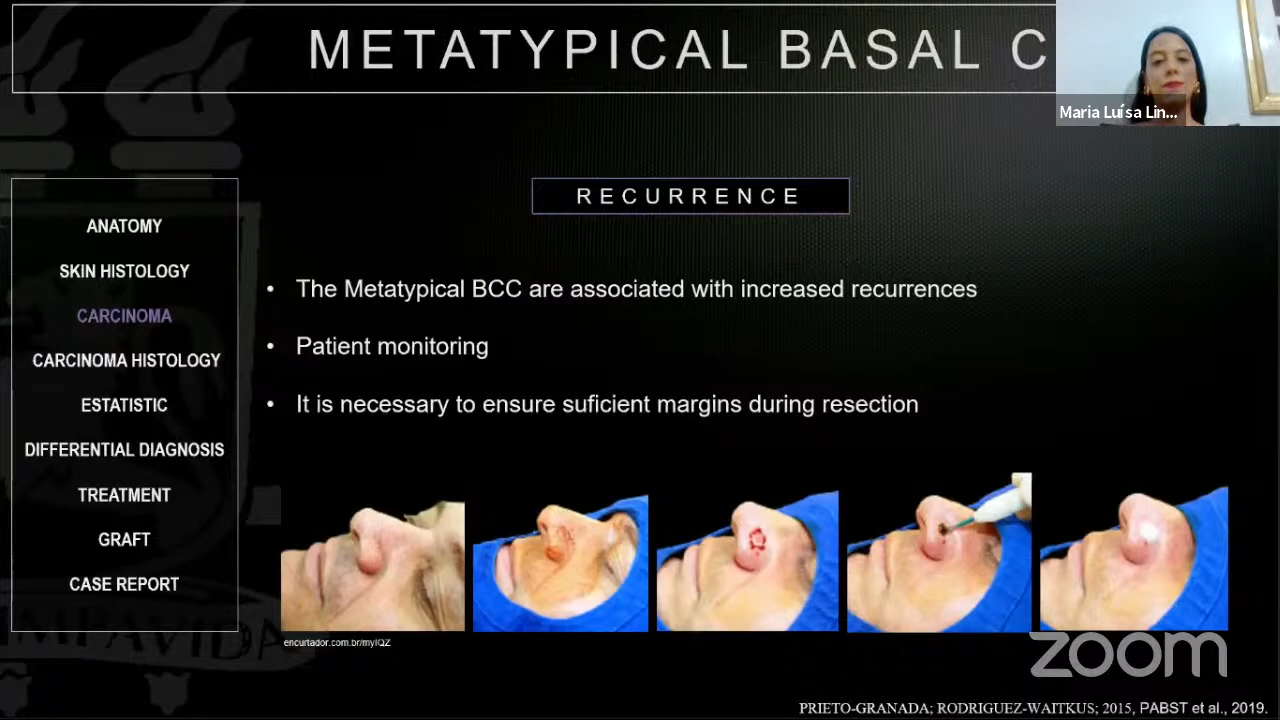 METATYPICAL BASAL C
Maria Luísa Lin...
RECURRENCE
ANATOMY
SKIN HISTOLOGY
CARCINOMA
CARCINOMA HISTOLOGY
ESTATISTIC
DIFFERENTIAL DIAGNOSIS
TREATMENT
GRAFT
CASE REPORT
• The Metatypical BCC are associated with increased recurrences
• Patient monitoring
• It is necessary to ensure suficient margins during resection
encurtador.com.br/myIQZ
IMPAVIDA
zoom
PRIETO-GRANADA; RODRIGUEZ-WAITKUS; 2015, PABST et al., 2019.